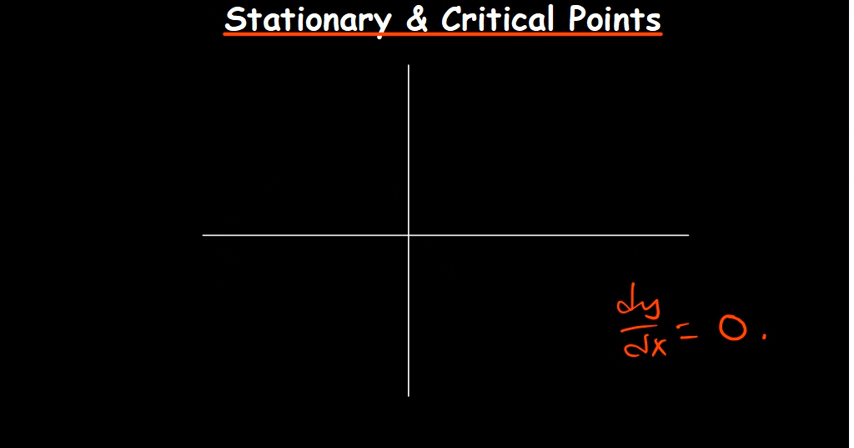 Stationary & Critical Points
dy/dx = 0.